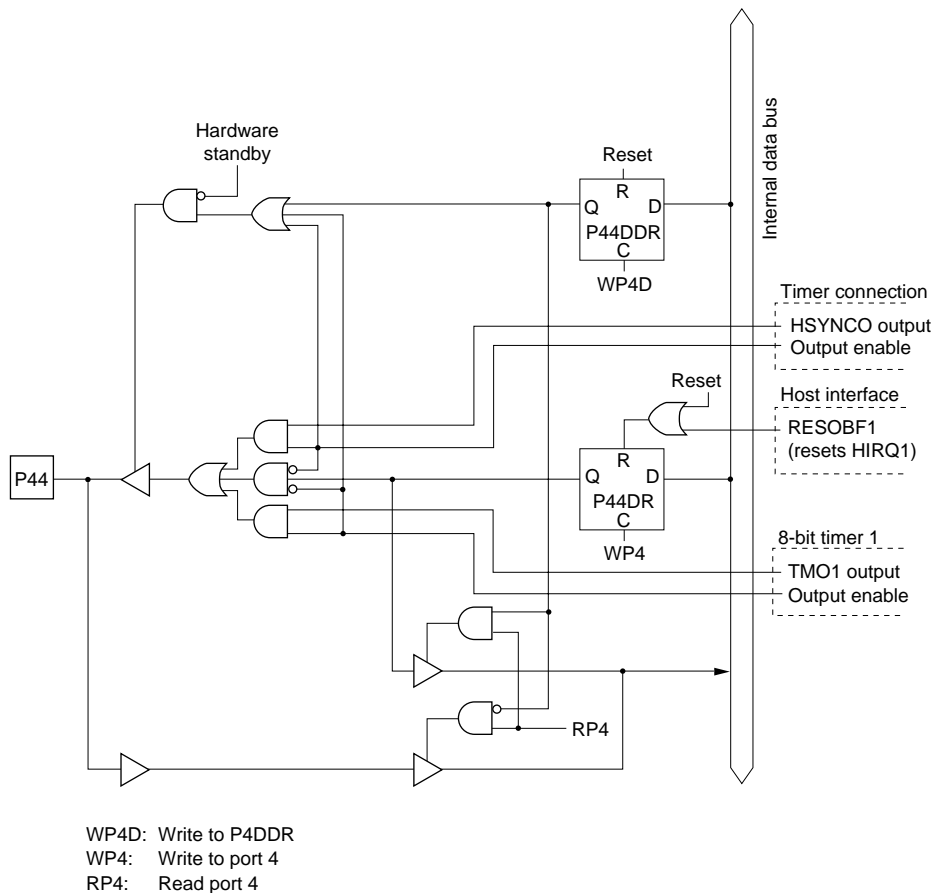 Hardware
standby
Reset
R
Q
D
P44DDR
C
WP4D
Internal data bus
Timer connection
HSYNCO output
Output enable
Reset
Host interface
RESOBF1
(resets HIRQ1)
R
Q
D
P44DR
C
WP4
P44
8-bit timer 1
TMO1 output
Output enable
RP4
WP4D: Write to P4DDR
WP4: Write to port 4
RP4: Read port 4